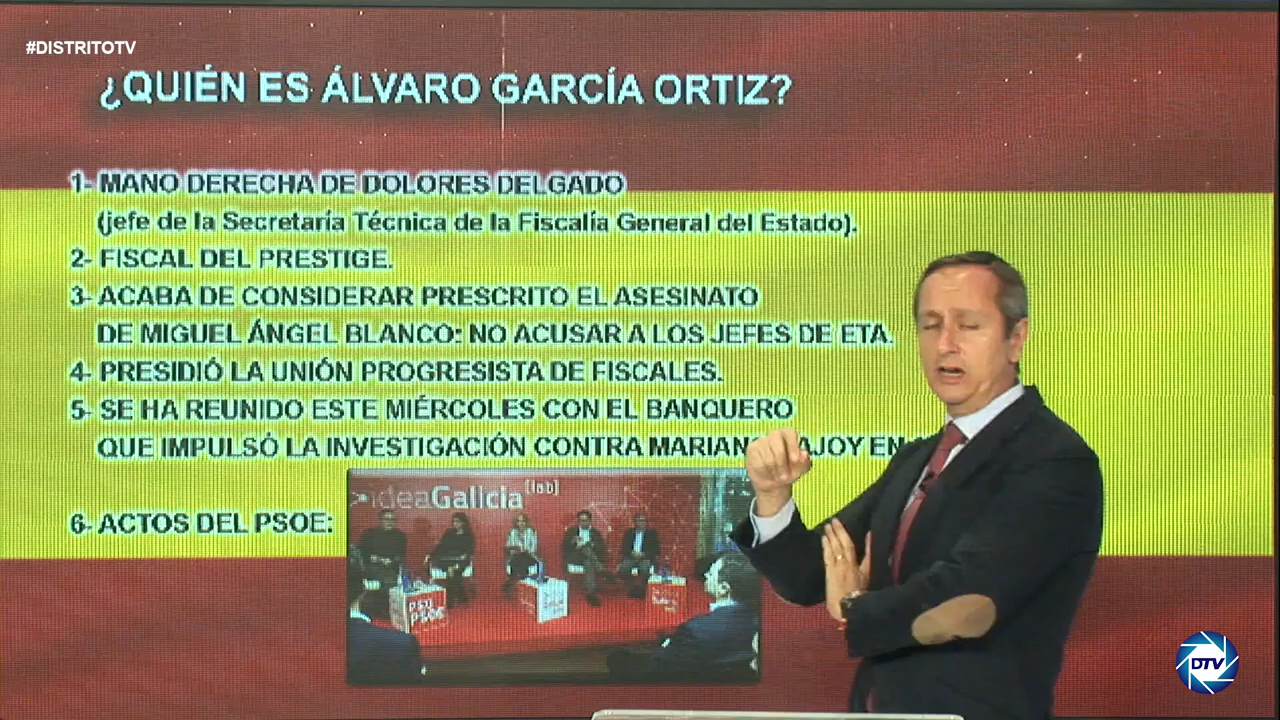 #DISTRITOTV
¿QUIÉN ES ÁLVARO GARCÍA ORTIZ?
1- MANO DERECHA DE DOLORES DELGADO
(jefe de la Secretaría Técnica de la Fiscalía General del Estado).
2- FISCAL DEL PRESTIGE.
3- ACABA DE CONSIDERAR PRESCRITO EL ASESINATO
DE MIGUEL ÁNGEL BLANCO: NO ACUSAR A LOS JEFES DE ETA.
4- PRESIDIÓ LA UNIÓN PROGRESISTA DE FISCALES.
5- SE HA REUNIDO ESTE MIÉRCOLES CON EL BANQUERO
QUE IMPULSÓ LA INVESTIGACIÓN CONTRA
>ideaGalicia[lab]
6- ACTOS DEL PSOE:
PSOE
DTV